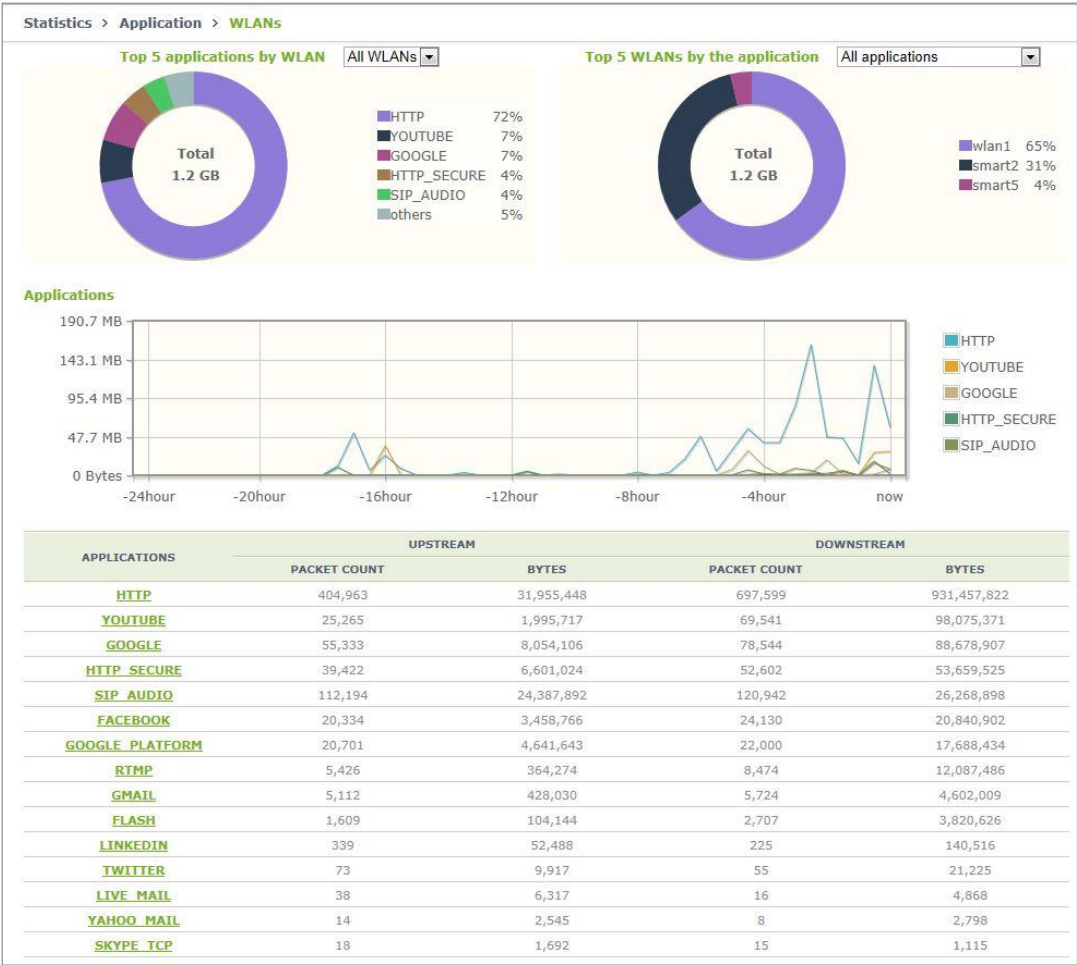 Statistics > Application > WLANs
Top 5 applications by WLAN All WLANs
Top 5 WLANs by the application All applications
Total
1.2 GB
HTTP 72%
YOUTUBE 7%
GOOGLE 7%
HTTP_SECURE 4%
SIP_AUDIO 4%
others 5%
Total
1.2 GB
wlan1 65%
smart2 31%
smart5 4%
Applications
190.7 MB
143.1 MB
95.4 MB
47.7 MB
0 Bytes
-24hour -20hour -16hour -12hour -8hour -4hour now
HTTP
YOUTUBE
GOOGLE
HTTP_SECURE
SIP_AUDIO
APPLICATIONS UPSTREAM DOWNSTREAM
PACKET COUNT BYTES PACKET COUNT BYTES
HTTP 404,963 31,955,448 697,599 931,457,822
YOUTUBE 25,265 1,995,717 69,541 98,075,371
GOOGLE 55,333 8,054,106 78,544 88,678,907
HTTP_SECURE 39,422 6,601,024 52,602 53,659,525
SIP_AUDIO 112,194 24,387,892 120,942 26,268,898
FACEBOOK 20,334 3,458,766 24,130 20,840,902
GOOGLE_PLATFORM 20,701 4,641,643 22,000 17,688,434
RTMP 5,426 364,274 8,474 12,087,486
GMAIL 5,112 428,030 5,724 4,602,009
FLASH 1,609 104,144 2,707 3,820,626
LINKEDIN 339 52,488 225 140,516
TWITTER 73 9,917 55 21,225
LIVE_MAIL 38 6,317 16 4,868
YAHOO_MAIL 14 2,545 8 2,798
SKYPE_TCP 18 1,692 15 1,115